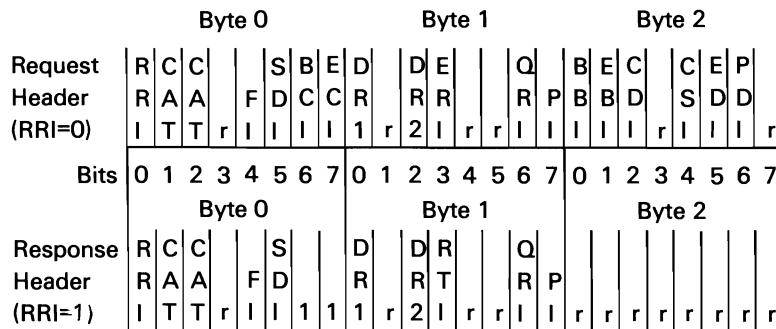 Byte 0 Byte 1 Byte 2
Request R C C S B E D D E Q B E C C E P
Header R A A F D C C R R R R P B B D S D D
(RRI=0) I T T r I I I I 1 r 2 I r r I I I I I r I I I r
Bits 0 1 2 3 4 5 6 7 0 1 2 3 4 5 6 7 0 1 2 3 4 5 6 7
Byte 0 Byte 1 Byte 2
Response R C C S D D R Q
Header R A A F D R R T R P
(RRI=1) I T T r I I 1 1 1 r 2 I r r I I r r r r r r r r